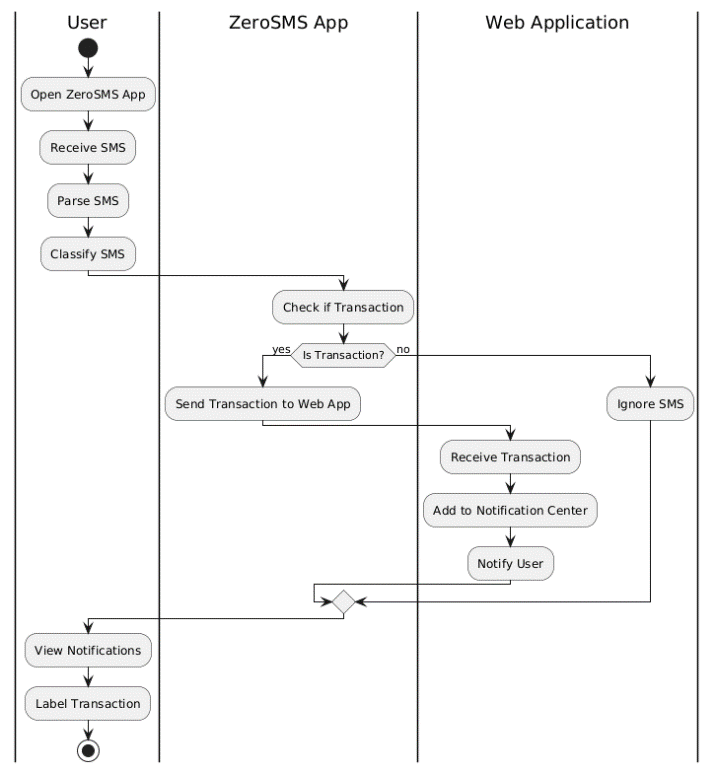 User
ZeroSMS App
Web Application
Open ZeroSMS App
Receive SMS
Parse SMS
Classify SMS
Check if Transaction
yes
Is Transaction?
no
Send Transaction to Web App
Ignore SMS
Receive Transaction
Add to Notification Center
Notify User
View Notifications
Label Transaction